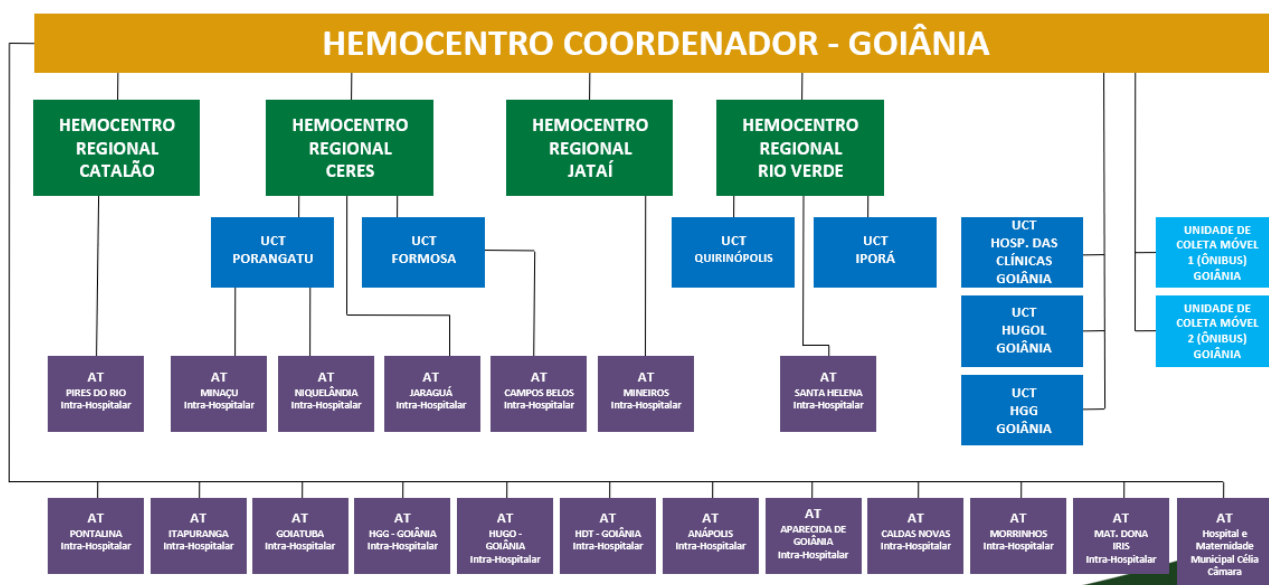 HEMOCENTRO COORDENADOR - GOIÂNIA
HEMOCENTRO
REGIONAL
CATALÃO
HEMOCENTRO
REGIONAL
CERES
HEMOCENTRO
REGIONAL
JATAÍ
HEMOCENTRO
REGIONAL
RIO VERDE
UCT
PORANGATU
UCT
FORMOSA
UCT
QUIRINÓPOLIS
UCT
IPORÁ
UCT
HOSP. DAS
CLÍNICAS
GOIÂNIA
UNIDADE DE
COLETA MÓVEL
1 (ÔNIBUS)
GOIÂNIA
UCT
HUGOL
GOIÂNIA
UNIDADE DE
COLETA MÓVEL
2 (ÔNIBUS)
GOIÂNIA
UCT
HGG
GOIÂNIA
AT
PIRES DO RIO
Intra-Hospitalar
AT
MINAÇU
Intra-Hospitalar
AT
NIQUELÂNDIA
Intra-Hospitalar
AT
JARAGUÁ
Intra-Hospitalar
AT
CAMPOS BELOS
Intra-Hospitalar
AT
MINEIROS
Intra-Hospitalar
AT
SANTA HELENA
Intra-Hospitalar
AT
PONTALINA
Intra-Hospitalar
AT
ITAPURANGA
Intra-Hospitalar
AT
GOIATUBA
Intra-Hospitalar
AT
HGG - GOIÂNIA
Intra-Hospitalar
AT
HUGO -
GOIÂNIA
Intra-Hospitalar
AT
HDT - GOIÂNIA
Intra-Hospitalar
AT
ANÁPOLIS
Intra-Hospitalar
AT
APARECIDA DE
GOIÂNIA
Intra-Hospitalar
AT
CALDAS NOVAS
Intra-Hospitalar
AT
MORRINHOS
Intra-Hospitalar
AT
MAT. DONA
IRIS
Intra-Hospitalar
AT
Hospital e
Maternidade
Municipal Célia
Câmara